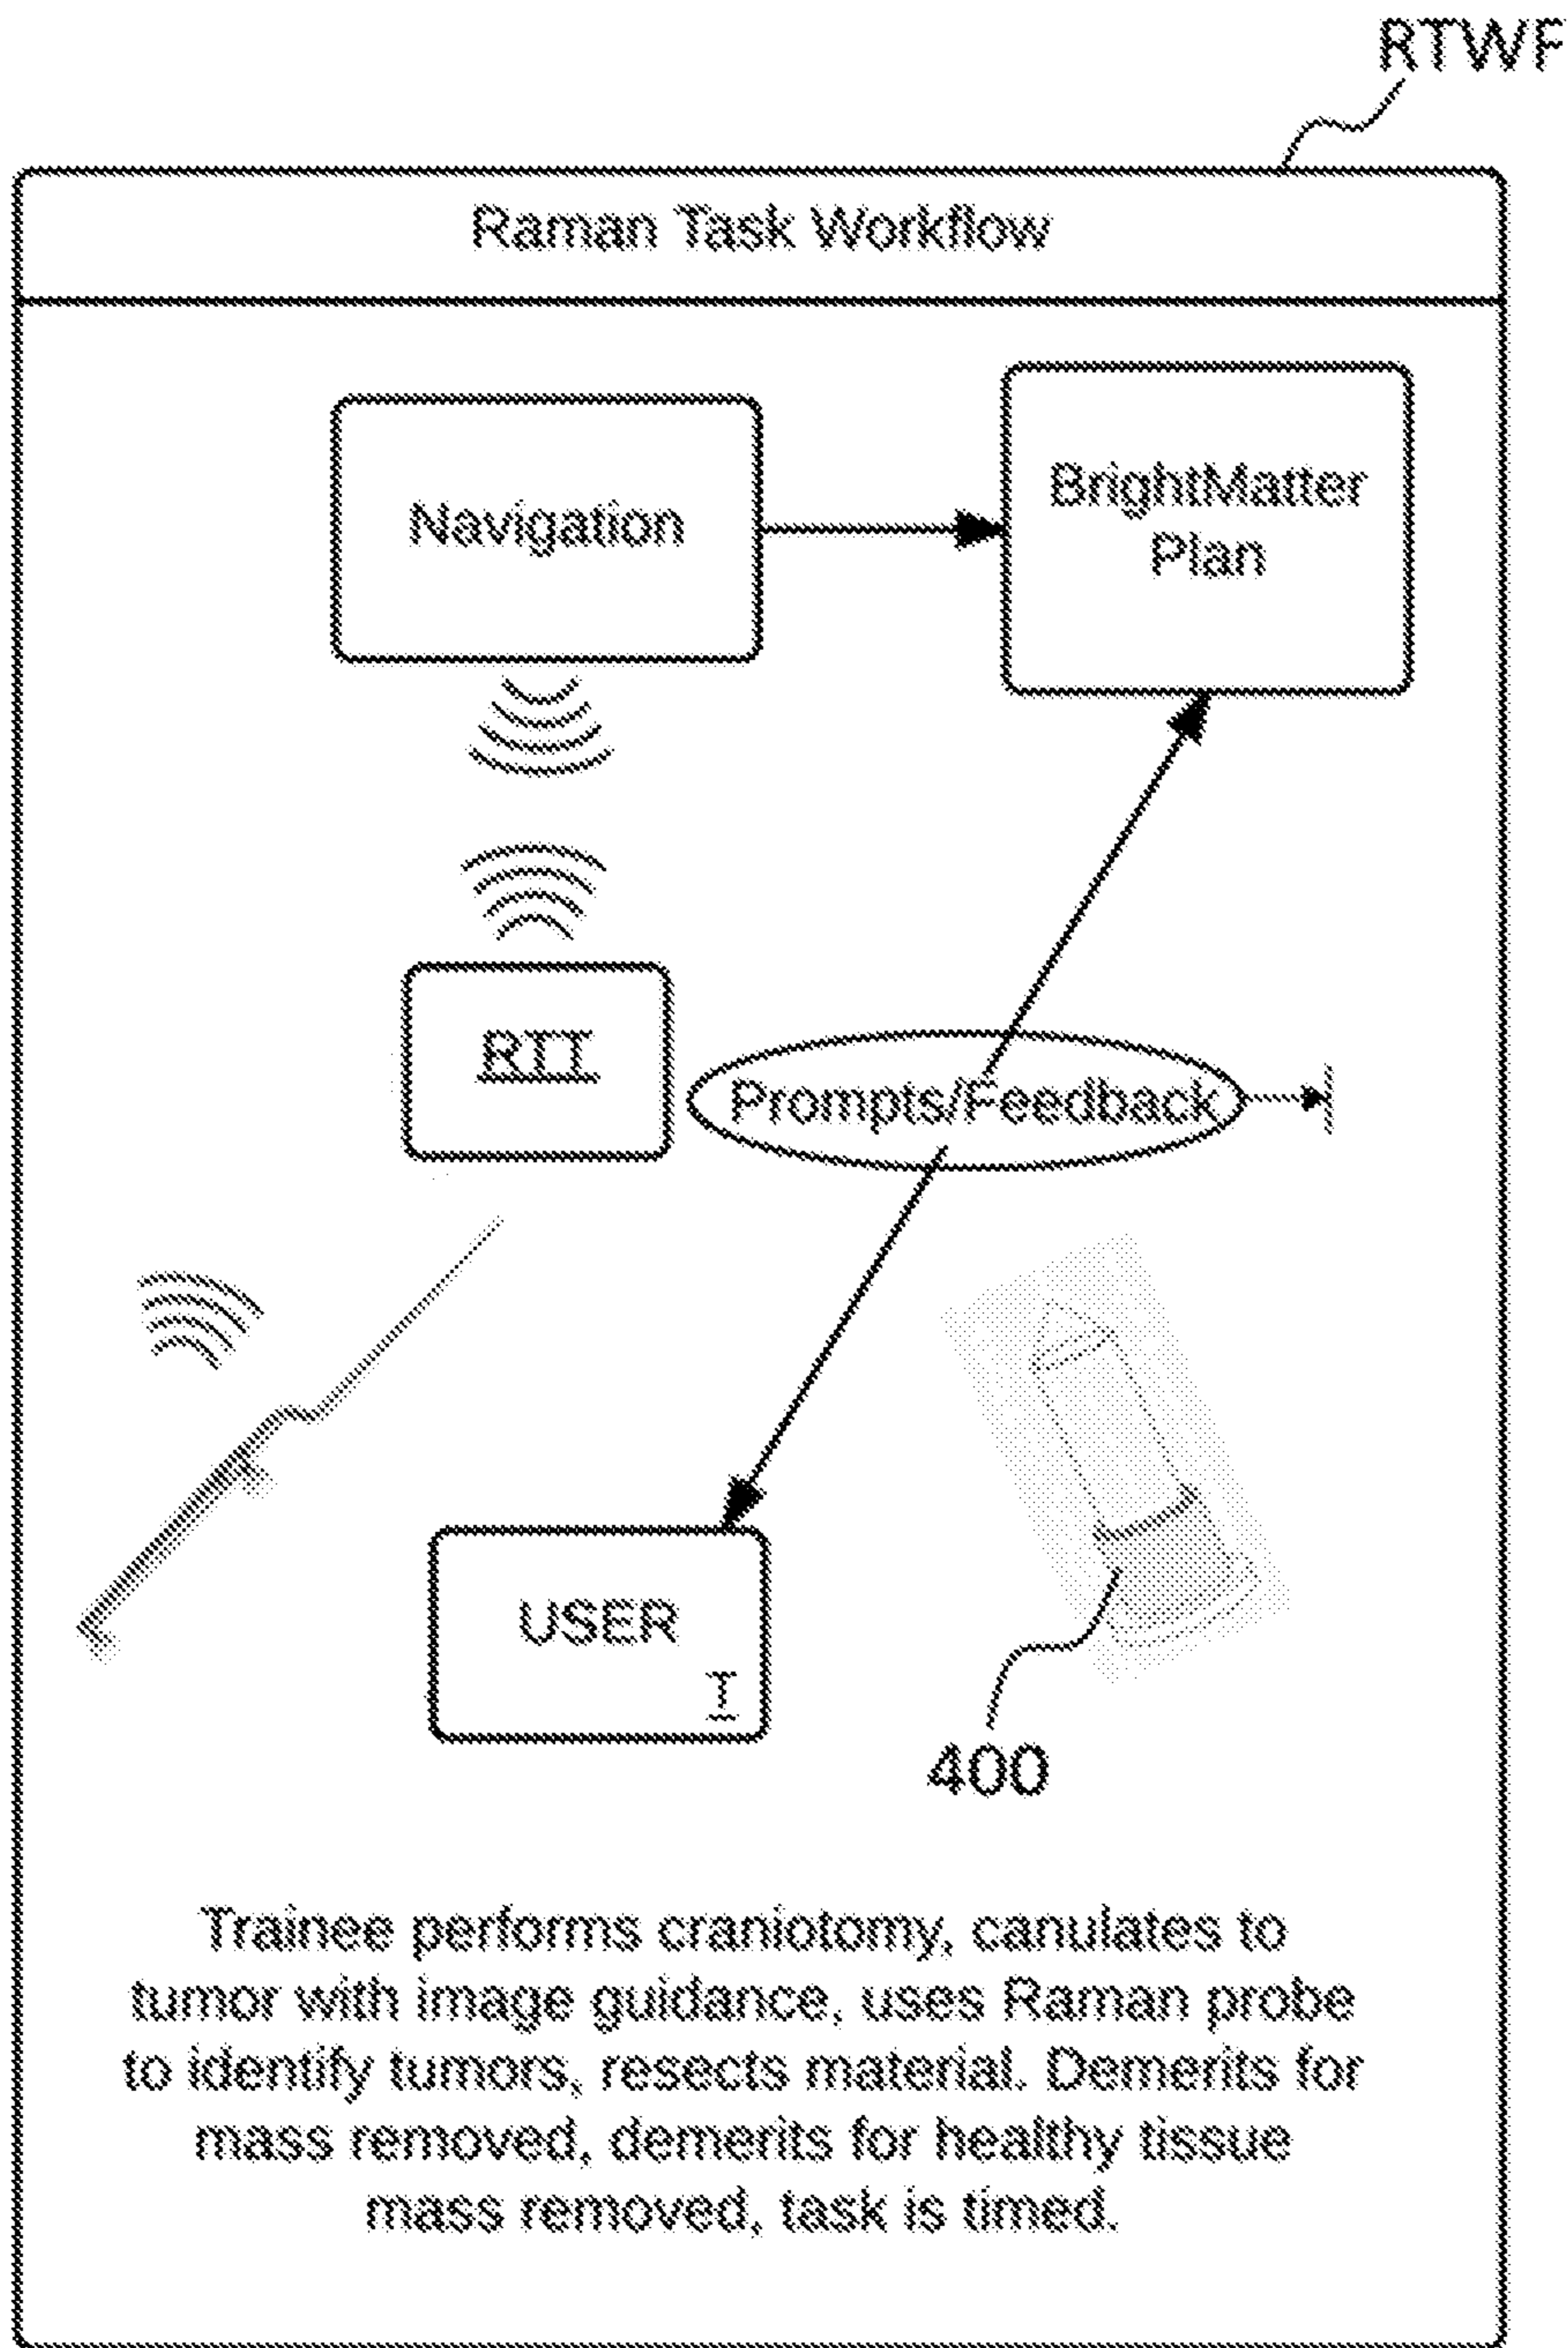 RTWF
Raman Task Workflow
Navigation
BrightMatter
Plan
RTT
Prompts/Feedback
USER
T
400
Trainee performs craniotomy, canulates to
tumor with image guidance, uses Raman probe
to identify tumors, resects material. Demerits for
mass removed, demerits for healthy tissue
mass removed, task is timed.